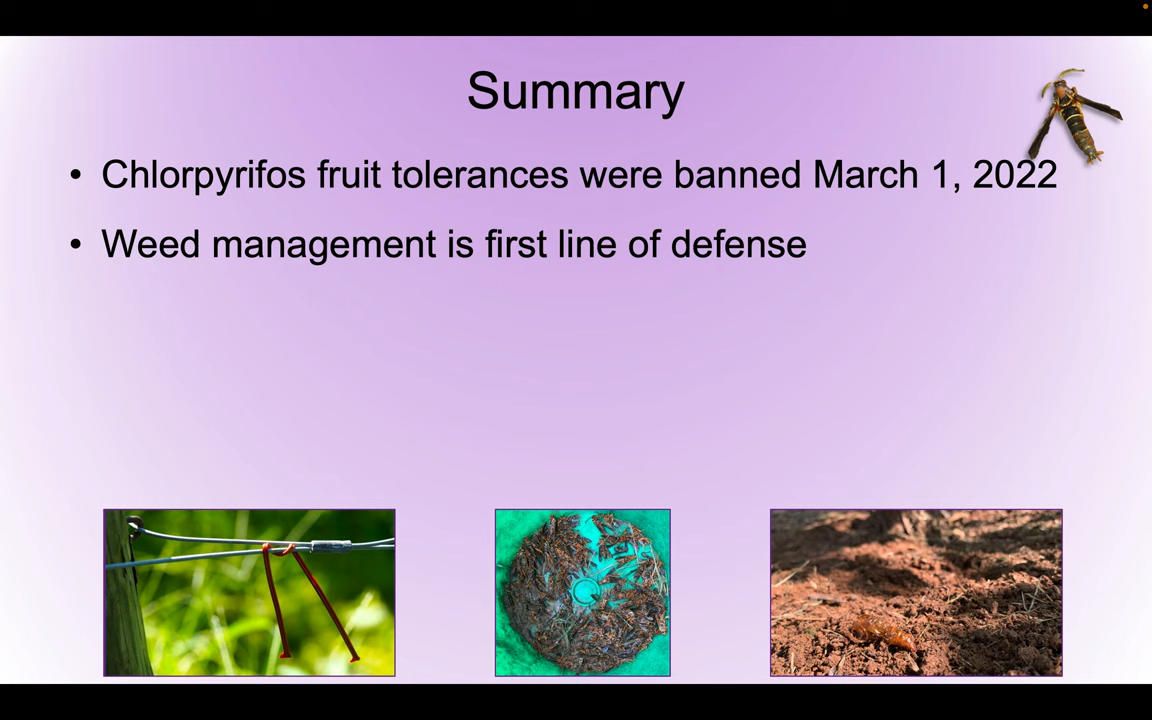 Summary
• Chlorpyrifos fruit tolerances were banned March 1, 2022
• Weed management is first line of defense